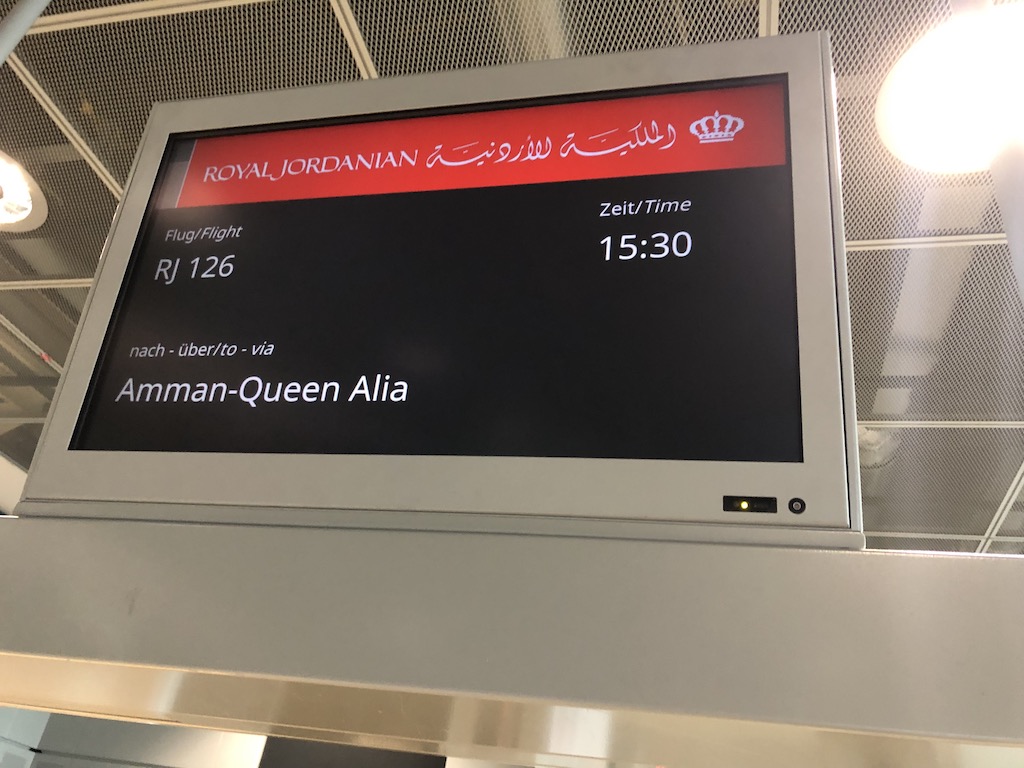 ROYAL JORDANIAN الملكية الأردنية
Flug/Flight
Zeit/Time
RJ 126
15:30
nach - über/to - via
Amman-Queen Alia